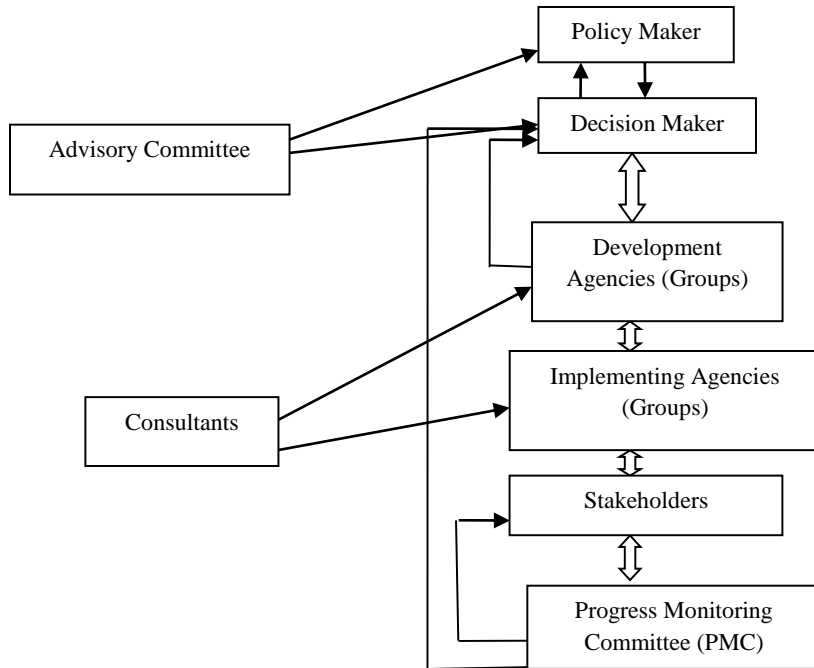 Policy Maker
Decision Maker
Advisory Committee
Development
Agencies (Groups)
Implementing Agencies
(Groups)
Consultants
Stakeholders
Progress Monitoring
Committee (PMC)